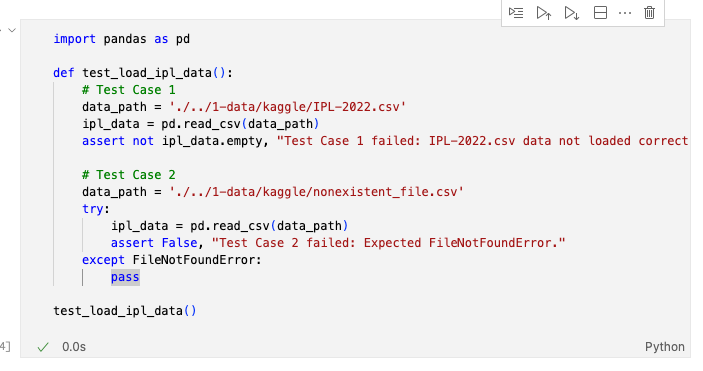 import pandas as pd

def test_load_ipl_data():
    # Test Case 1
    data_path = './../1-data/kaggle/IPL-2022.csv'
    ipl_data = pd.read_csv(data_path)
    assert not ipl_data.empty, "Test Case 1 failed: IPL-2022.csv data not loaded correct

    # Test Case 2
    data_path = './../1-data/kaggle/nonexistent_file.csv'
    try:
        ipl_data = pd.read_csv(data_path)
        assert False, "Test Case 2 failed: Expected FileNotFoundError."
    except FileNotFoundError:
        pass

test_load_ipl_data()
4] 0.0s Python